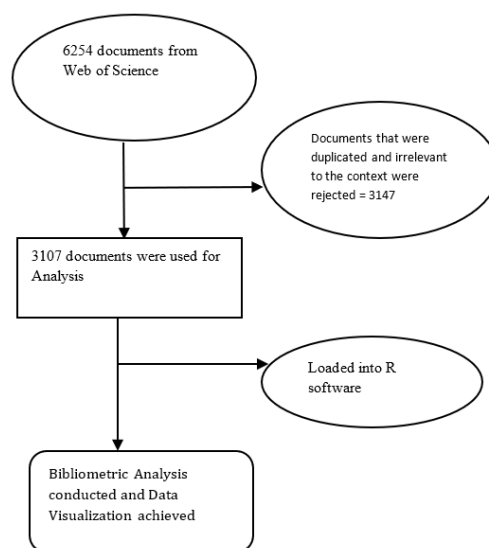 6254 documents from
Web of Science
Documents that were
duplicated and irrelevant
to the context were
rejected = 3147
3107 documents were used for
Analysis
Loaded into R
software
Bibliometric Analysis
conducted and Data
Visualization achieved